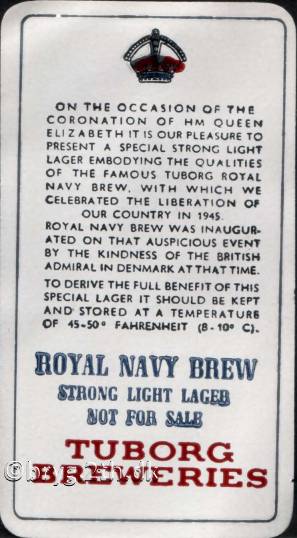 ON THE OCCASION OF THE
CORONATION OF HM QUEEN
ELIZABETH IT IS OUR PLEASURE TO
PRESENT A SPECIAL STRONG LIGHT
LAGER EMBODYING THE QUALITIES
OF THE FAMOUS TUBORG ROYAL
NAVY BREW, WITH WHICH WE
CELEBRATED THE LIBERATION OF
OUR COUNTRY IN 1945.
ROYAL NAVY BREW WAS INAUGUR-
ATED ON THAT AUSPICIOUS EVENT
BY THE KINDNESS OF THE BRITISH
ADMIRAL IN DENMARK AT THAT TIME.
TO DERIVE THE FULL BENEFIT OF THIS
SPECIAL LAGER IT SHOULD BE KEPT
AND STORED AT A TEMPERATURE
OF 45-50° FAHRENHEIT (8-10° C).
ROYAL NAVY BREW
STRONG LIGHT LAGER
NOT FOR SALE
TUBORG
BREWERIES